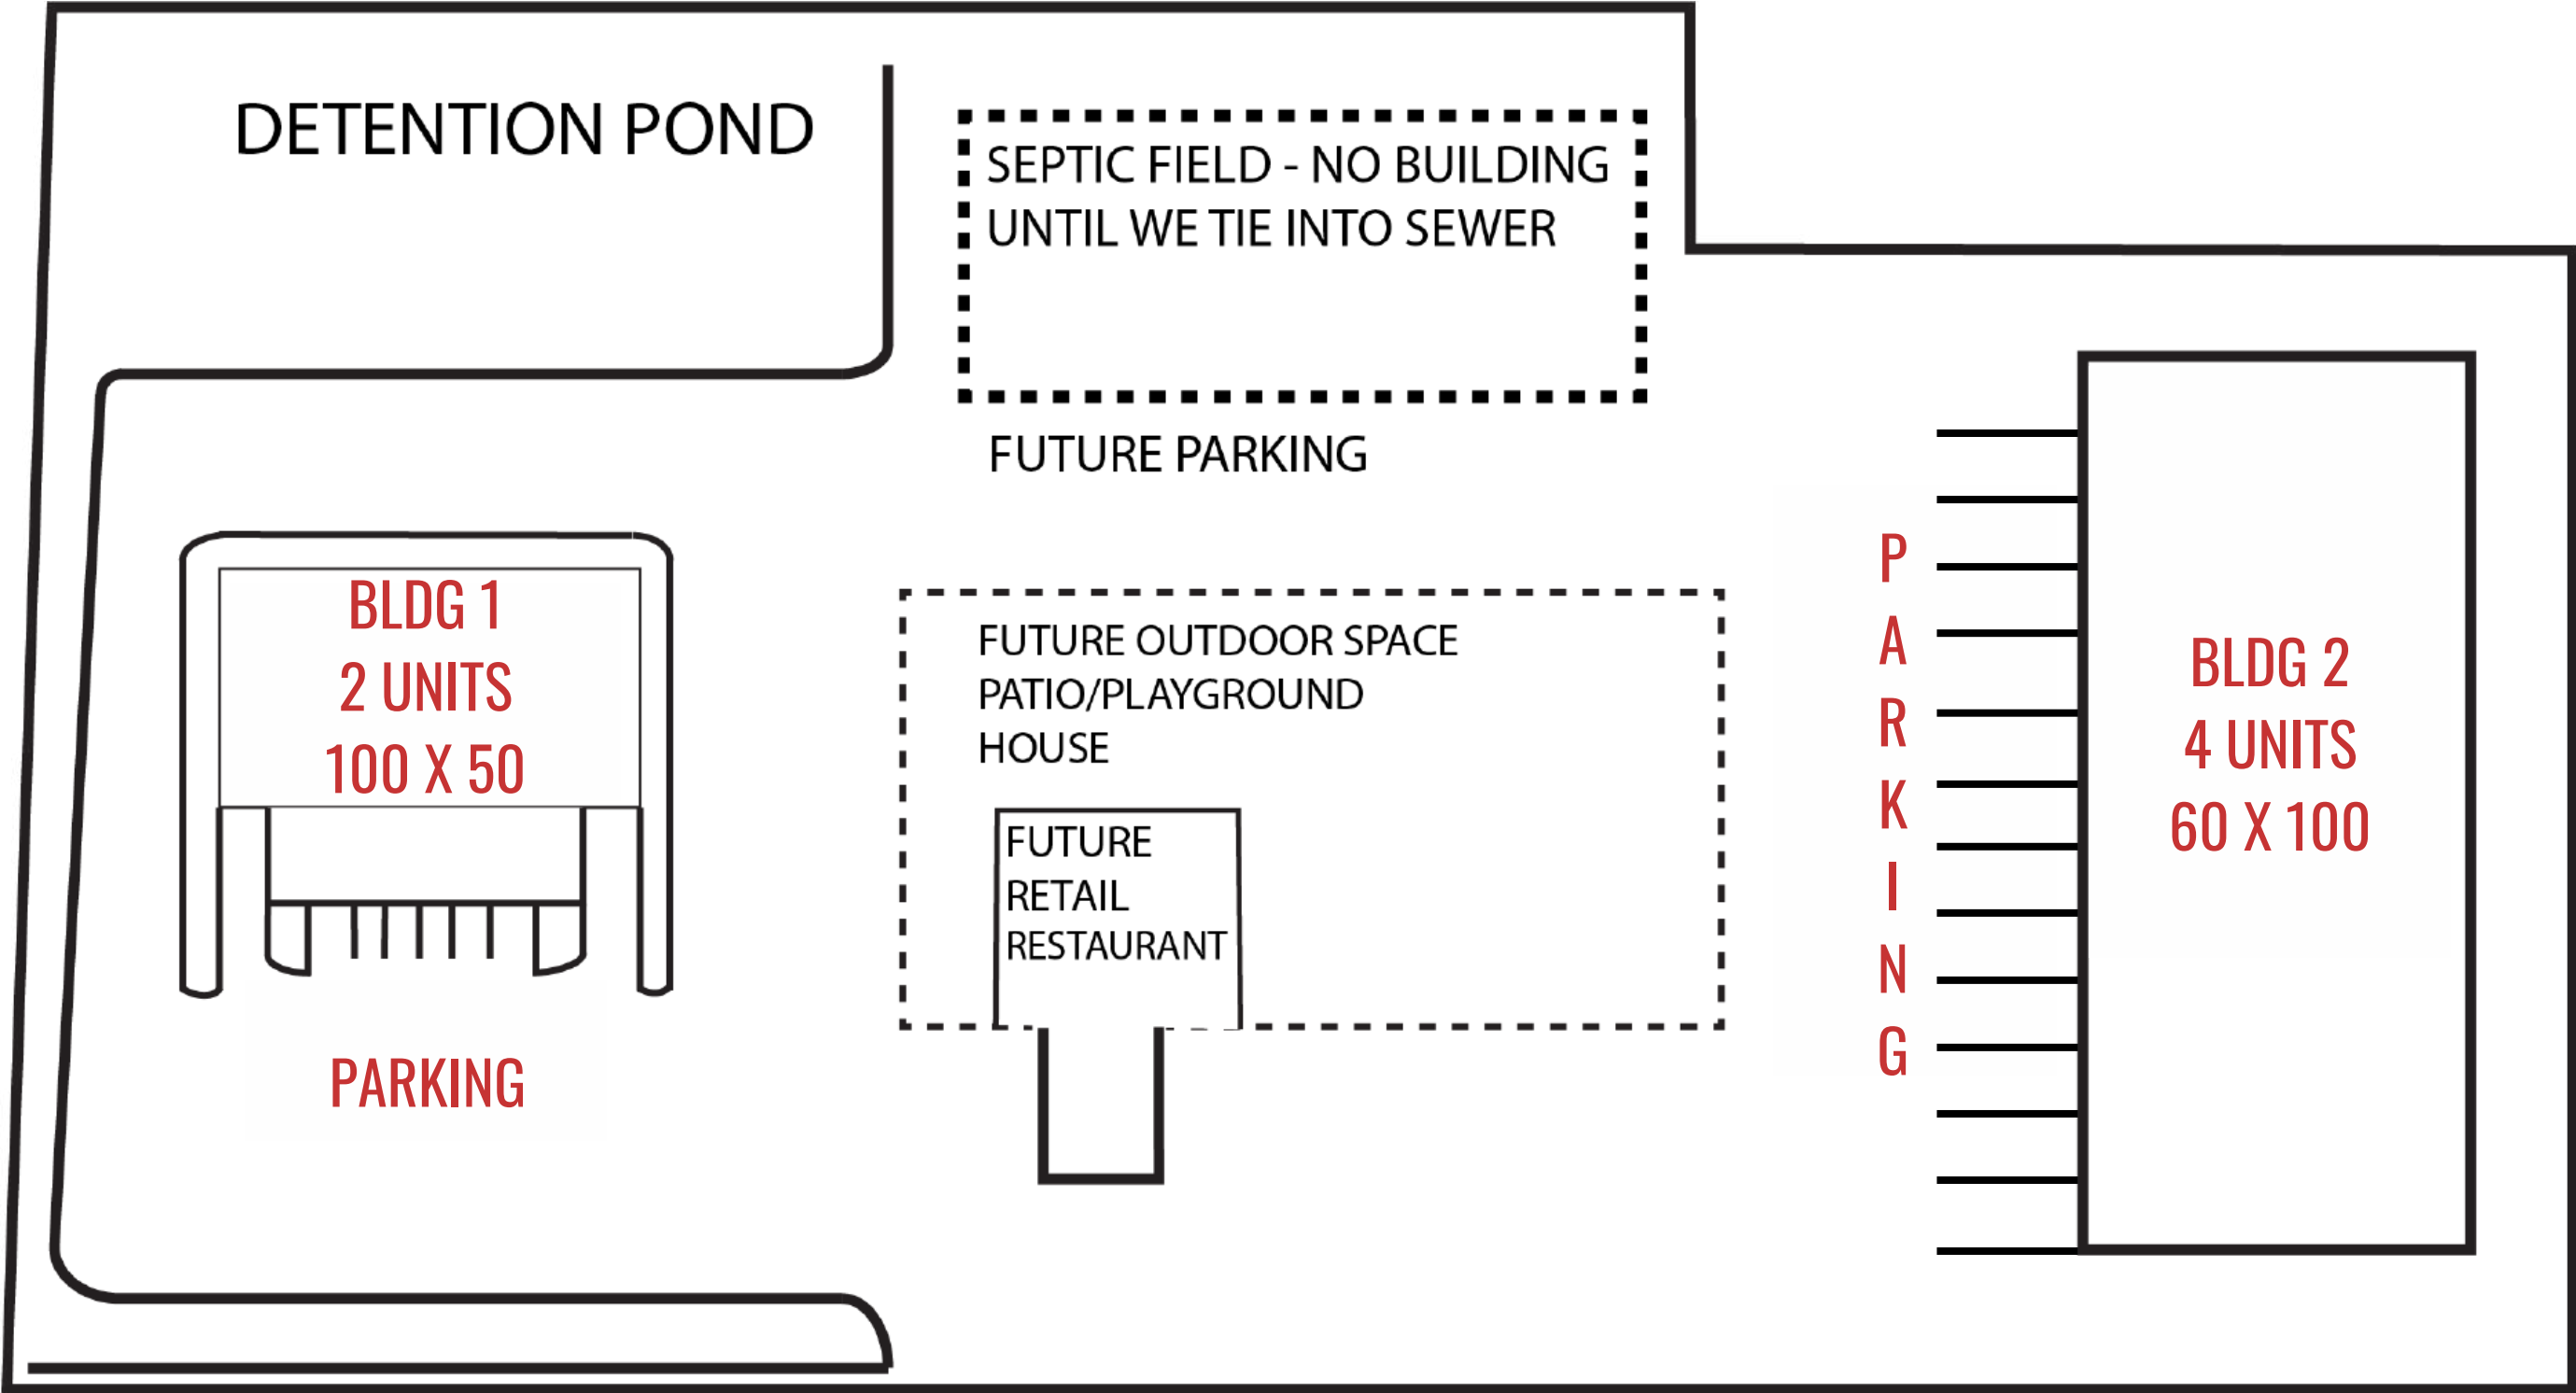 DETENTION POND
SEPTIC FIELD - NO BUILDING
UNTIL WE TIE INTO SEWER
FUTURE PARKING
BLDG 1
2 UNITS
100 X 50
PARKING
FUTURE OUTDOOR SPACE
PATIO/PLAYGROUND
HOUSE
FUTURE
RETAIL
RESTAURANT
PARKING
BLDG 2
4 UNITS
60 X 100